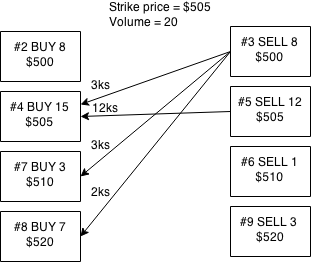 Strike price = $505
Volume = 20
#2 BUY 8
$500
#3 SELL 8
$500
3ks
#4 BUY 15
$505
12ks
#5 SELL 12
$505
3ks
#7 BUY 3
$510
#6 SELL 1
$510
2ks
#8 BUY 7
$520
#9 SELL 3
$520